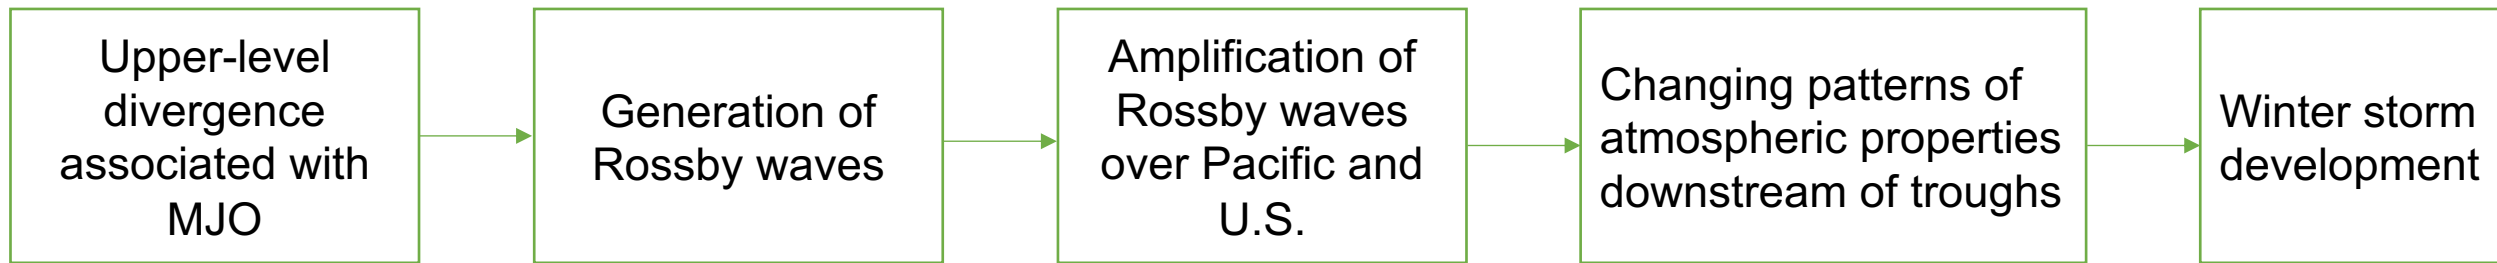 Upper-level
divergence
associated with
MJO
Generation of
Rossby waves
Amplification of
Rossby waves
over Pacific and
U.S.
Changing patterns of
atmospheric properties
downstream of troughs
Winter storm
development